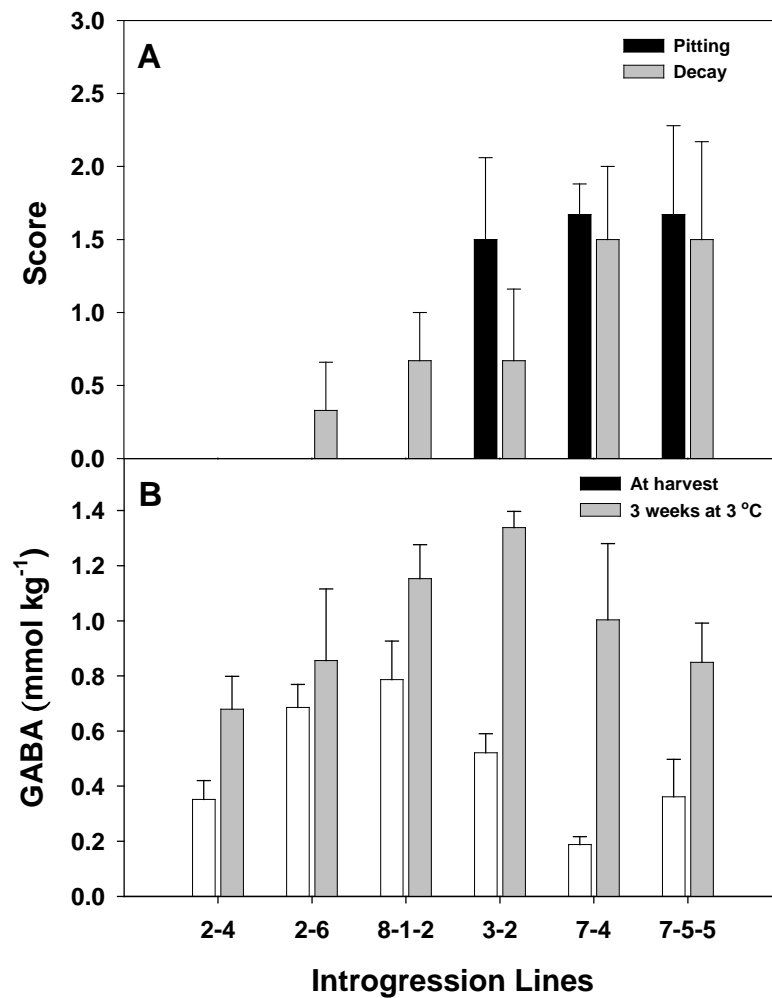 A
Pitting
Decay
3.0
2.5
2.0
1.5
1.0
0.5
0.0
Score
B
At harvest
3 weeks at 3 °C
1.4
1.2
1.0
0.8
0.6
0.4
0.2
0.0
GABA (mmol kg⁻¹)
2-4 2-6 8-1-2 3-2 7-4 7-5-5
Introgression Lines